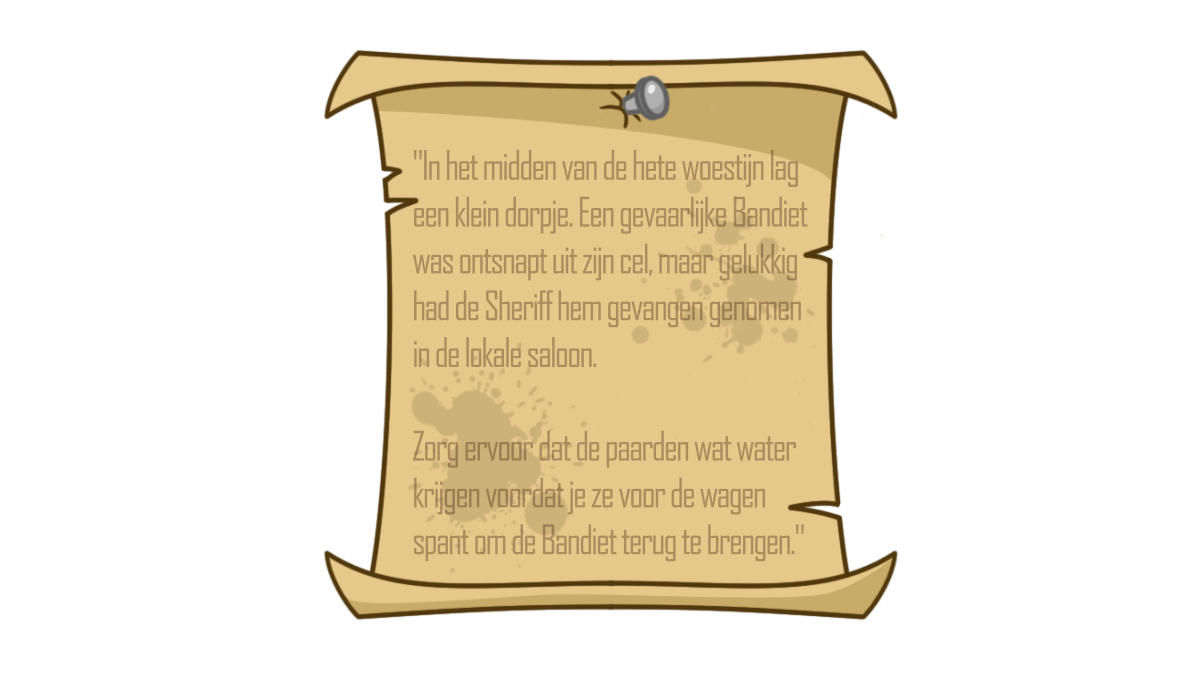 "In het midden van de hete woestijn lag
een klein dorpje. Een gevaarlijke Bandiet
was ontsnapt uit zijn cel, maar gelukkig
had de Sheriff hem gevangen genomen
in de lokale saloon.
Zorg ervoor dat de paarden wat water
krijgen voordat je ze voor de wagen
spant om de Bandiet terug te brengen."